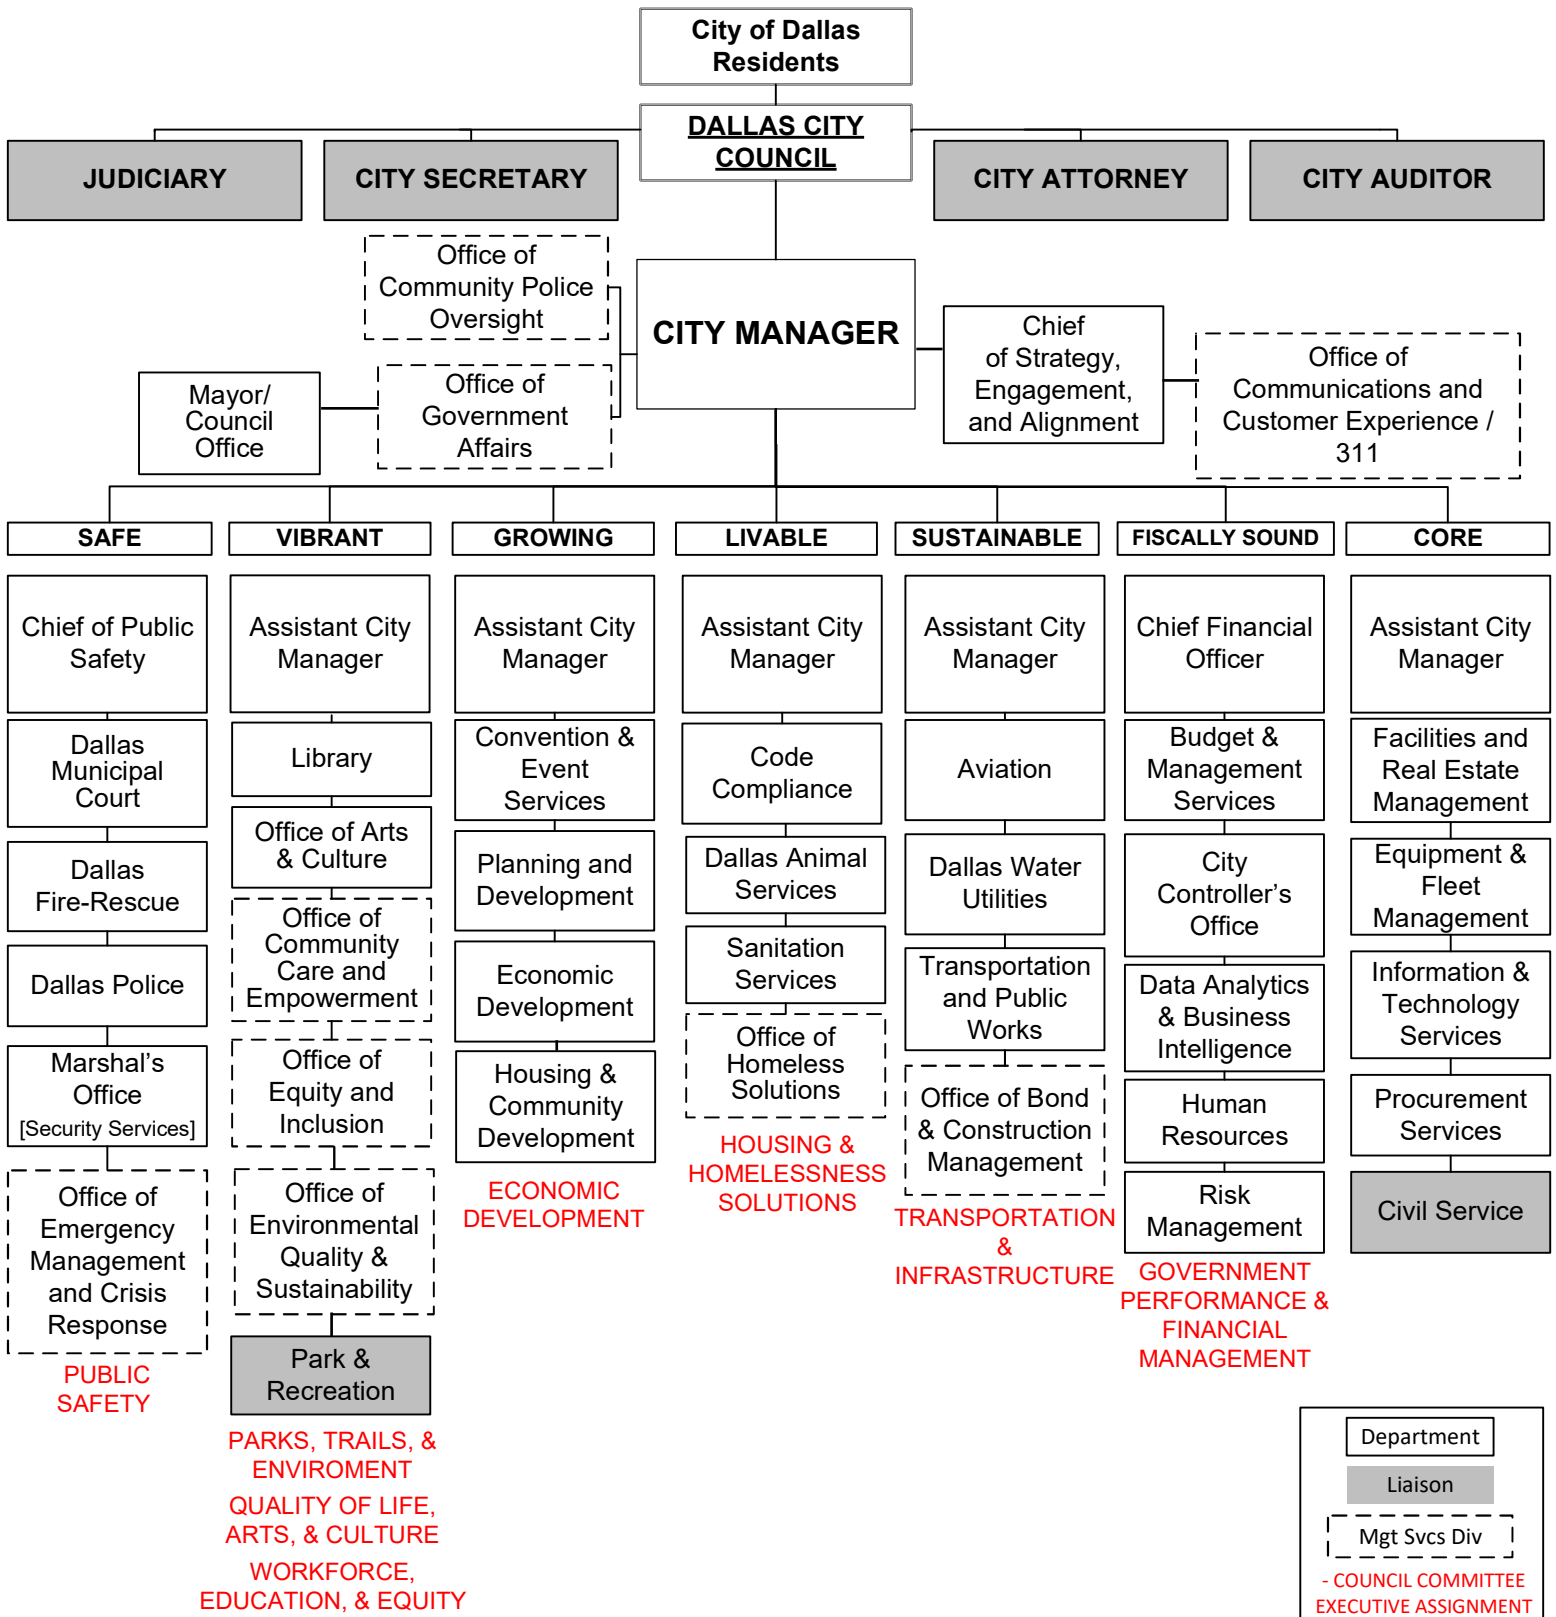 City of Dallas
Residents
DALLAS CITY
COUNCIL
JUDICIARY
CITY SECRETARY
CITY ATTORNEY
CITY AUDITOR
Office of
Community Police
Oversight
CITY MANAGER
Chief
of Strategy,
Engagement,
and Alignment
Office of
Communications and
Customer Experience /
311
Mayor/
Council
Office
Office of
Government
Affairs
SAFE
Chief of Public
Safety
Dallas
Municipal
Court
Dallas
Fire-Rescue
Dallas Police
Marshal's
Office
[Security Services]
Office of
Emergency
Management
and Crisis
Response
PUBLIC
SAFETY
VIBRANT
Assistant City
Manager
Library
Office of Arts
& Culture
Office of
Community
Care and
Empowerment
Office of
Equity and
Inclusion
Office of
Environmental
Quality &
Sustainability
Park &
Recreation
PARKS, TRAILS, &
ENVIROMENT
QUALITY OF LIFE,
ARTS, & CULTURE
WORKFORCE,
EDUCATION, & EQUITY
GROWING
Assistant City
Manager
Convention &
Event
Services
Planning and
Development
Economic
Development
Housing &
Community
Development
ECONOMIC
DEVELOPMENT
LIVABLE
Assistant City
Manager
Code
Compliance
Dallas Animal
Services
Sanitation
Services
Office of
Homeless
Solutions
HOUSING &
HOMELESSNESS
SOLUTIONS
SUSTAINABLE
Assistant City
Manager
Aviation
Dallas Water
Utilities
Transportation
and Public
Works
Office of Bond
& Construction
Management
TRANSPORTATION
&
INFRASTRUCTURE
FISCALLY SOUND
Chief Financial
Officer
Budget &
Management
Services
City
Controller's
Office
Data Analytics
& Business
Intelligence
Human
Resources
Risk
Management
GOVERNMENT
PERFORMANCE &
FINANCIAL
MANAGEMENT
CORE
Assistant City
Manager
Facilities and
Real Estate
Management
Equipment &
Fleet
Management
Information &
Technology
Services
Procurement
Services
Civil Service
Department
Liaison
Mgt Svcs Div
- COUNCIL COMMITTEE
EXECUTIVE ASSIGNMENT